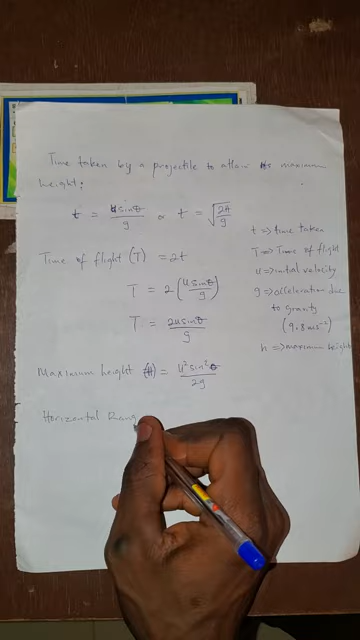 Time taken by a projectile to attain its maximum
height:
t = usinθ/g or t = √(2H/g)
t => time taken
Time of flight (T) = 2t
T => Time of flight
u => initial velocity
T = 2(usinθ/g)
g => acceleration due
to gravity
T = 2usinθ/g
(9.8ms⁻²)
h => maximum height
Maximum height (H) = u²sin²θ/2g
Horizontal Rang